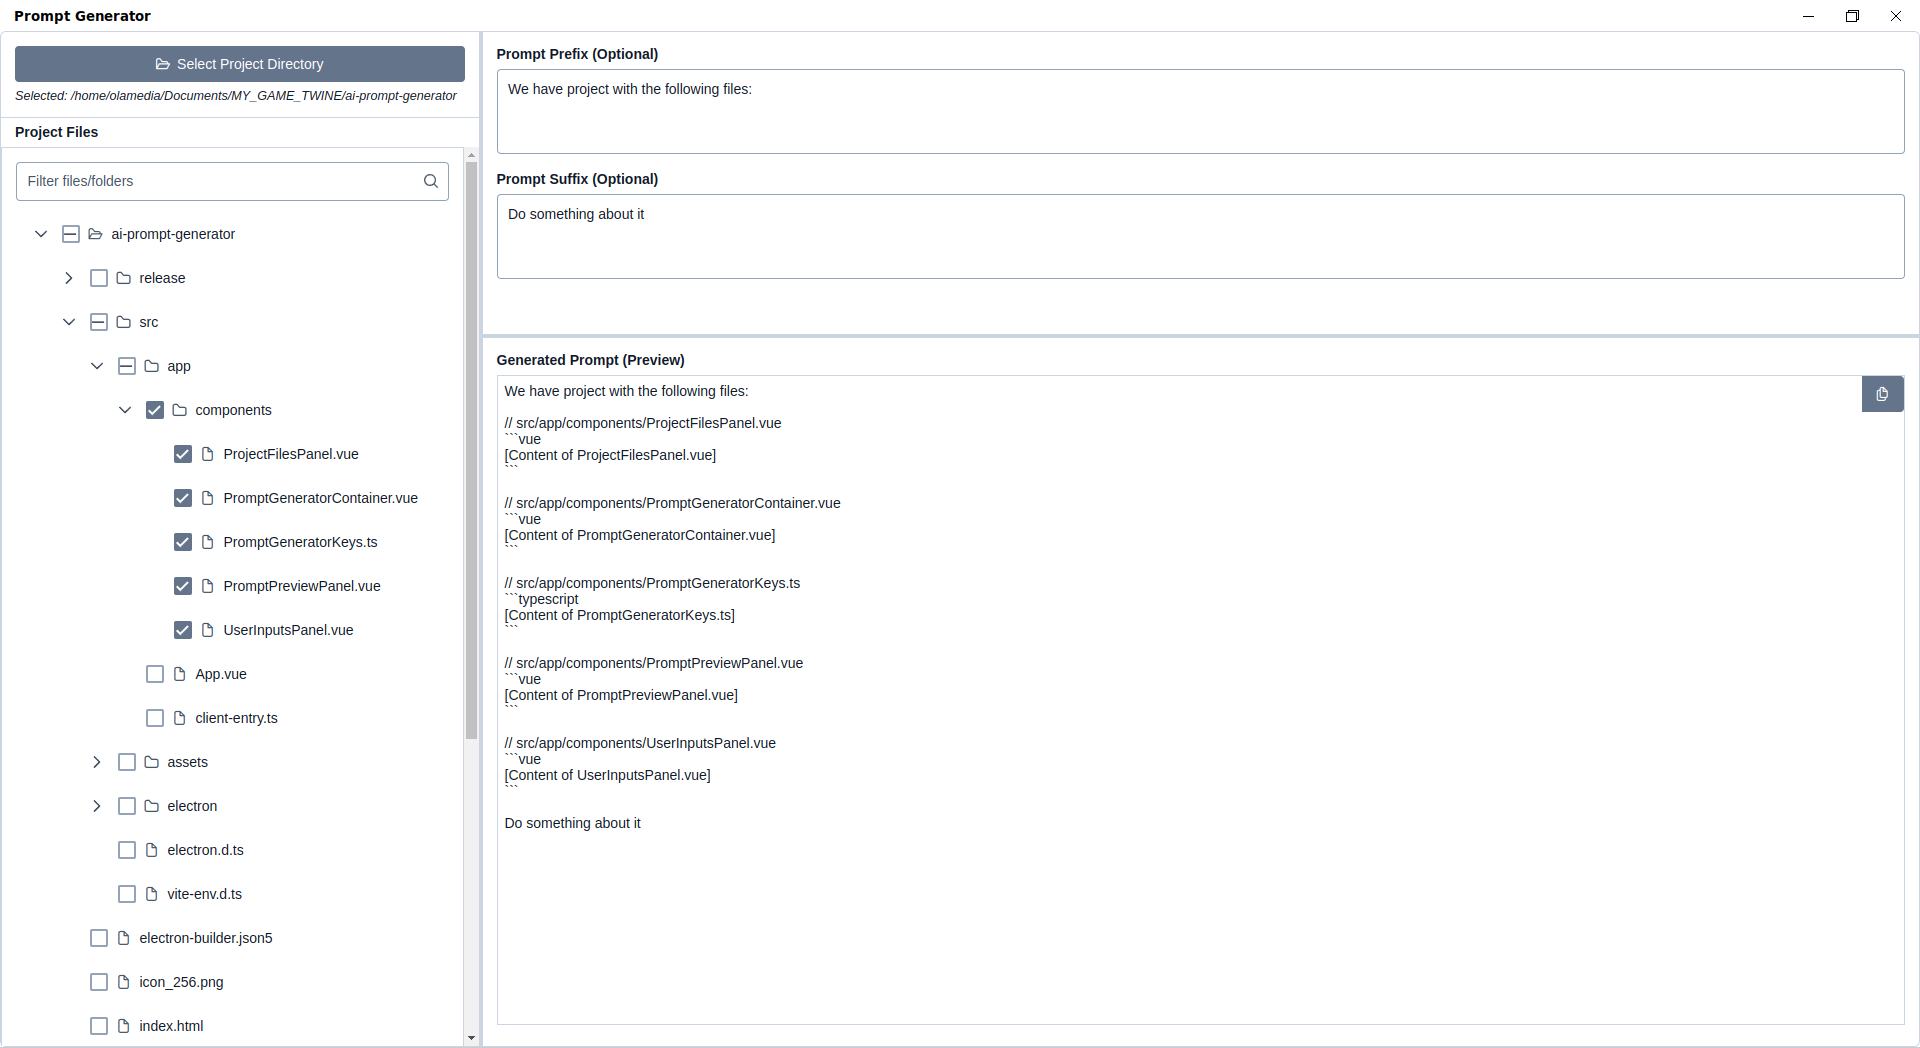 Prompt Generator
Select Project Directory
Selected: /home/olamedia/Documents/MY_GAME_TWINE/ai-prompt-generator
Project Files
Filter files/folders
ai-prompt-generator
release
src
app
components
ProjectFilesPanel.vue
PromptGeneratorContainer.vue
PromptGeneratorKeys.ts
PromptPreviewPanel.vue
UserInputsPanel.vue
App.vue
client-entry.ts
assets
electron
electron.d.ts
vite-env.d.ts
electron-builder.json5
icon_256.png
index.html
Prompt Prefix (Optional)
We have project with the following files:
Prompt Suffix (Optional)
Do something about it
Generated Prompt (Preview)
We have project with the following files:
// src/app/components/ProjectFilesPanel.vue
```vue
[Content of ProjectFilesPanel.vue]
```
// src/app/components/PromptGeneratorContainer.vue
```vue
[Content of PromptGeneratorContainer.vue]
```
// src/app/components/PromptGeneratorKeys.ts
```typescript
[Content of PromptGeneratorKeys.ts]
```
// src/app/components/PromptPreviewPanel.vue
```vue
[Content of PromptPreviewPanel.vue]
```
// src/app/components/UserInputsPanel.vue
```vue
[Content of UserInputsPanel.vue]
```
Do something about it